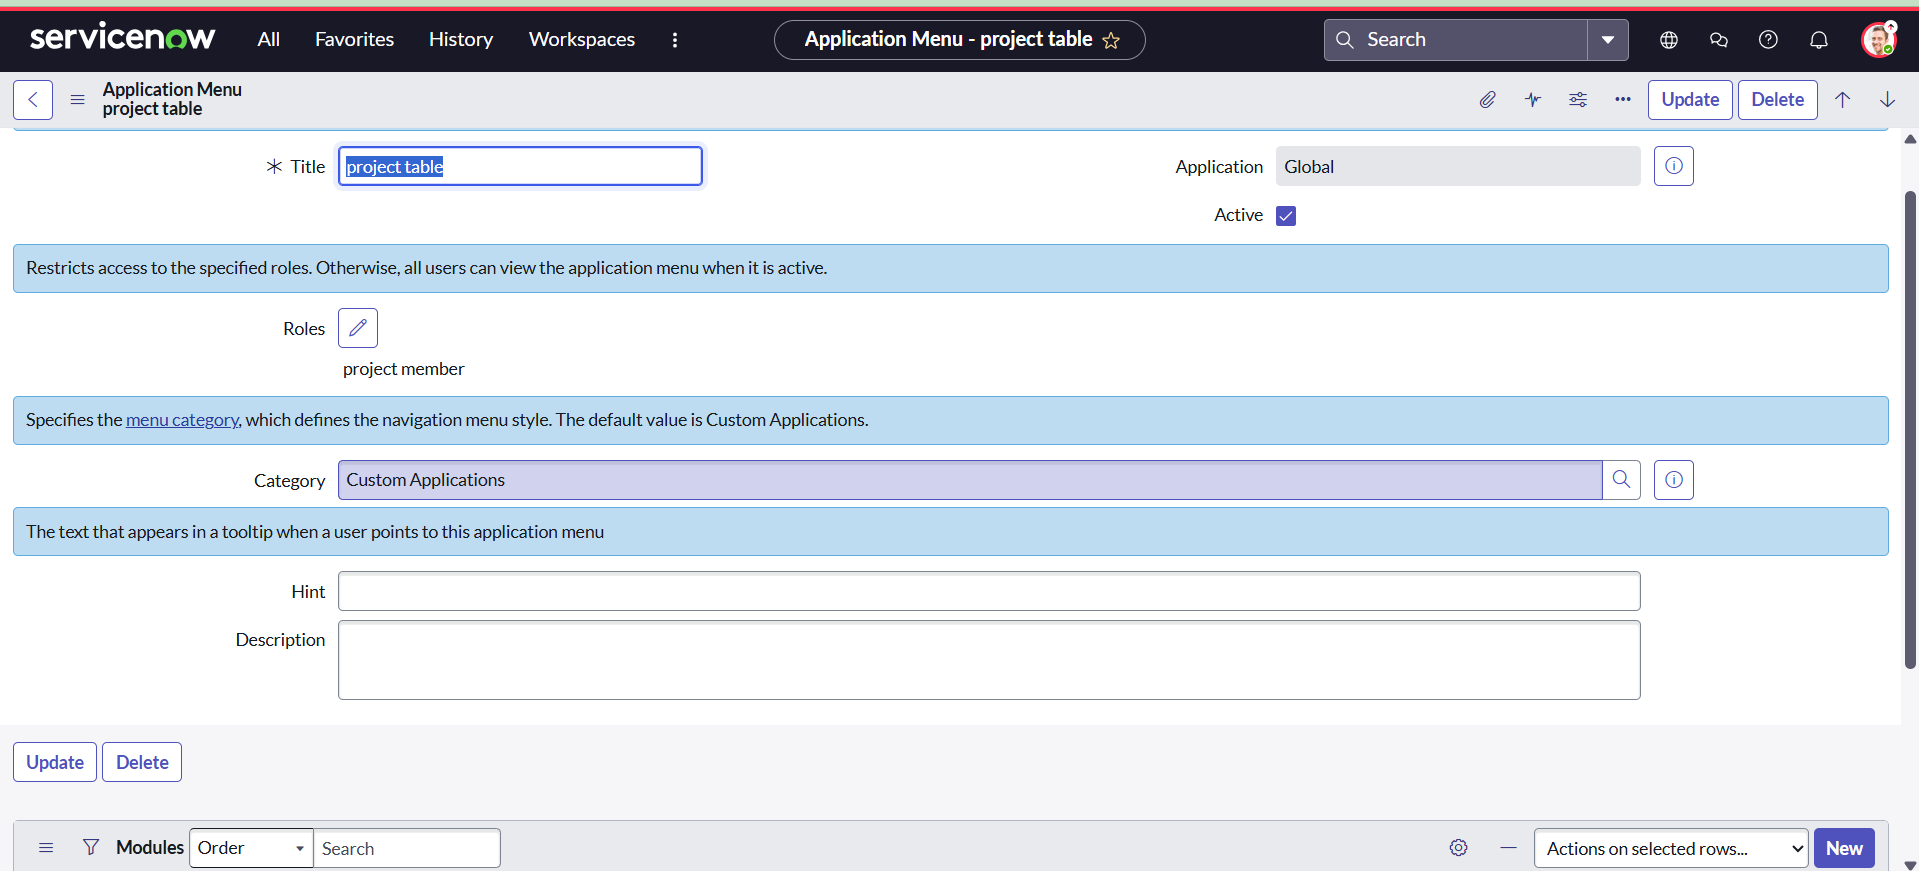 servicenow All Favorites History Workspaces Application Menu - project table Search
Application Menu
project table
Update Delete
Title project table Application Global
Active
Restricts access to the specified roles. Otherwise, all users can view the application menu when it is active.
Roles
project member
Specifies the menu category, which defines the navigation menu style. The default value is Custom Applications.
Category Custom Applications
The text that appears in a tooltip when a user points to this application menu
Hint
Description
Update Delete
Modules Order Search Actions on selected rows... New